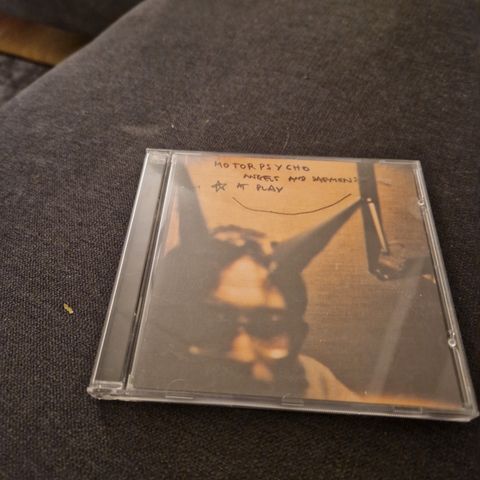 MOTORPSYCHO
ANGELS AND DAEMONS
AT PLAY